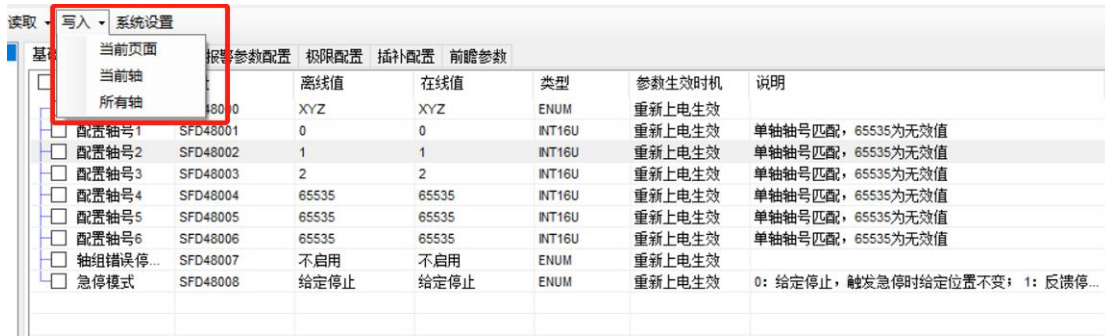 读取 写入 系统设置
当前页面
当前轴
所有轴
报警参数配置 极限配置 插补配置 前瞻参数
离线值 在线值 类型 参数生效时机 说明
XYZ XYZ ENUM 重新上电生效
配置轴号1 SFD48001 0 0 INT16U 重新上电生效 单轴轴号匹配，65535为无效值
配置轴号2 SFD48002 1 1 INT16U 重新上电生效 单轴轴号匹配，65535为无效值
配置轴号3 SFD48003 2 2 INT16U 重新上电生效 单轴轴号匹配，65535为无效值
配置轴号4 SFD48004 65535 65535 INT16U 重新上电生效 单轴轴号匹配，65535为无效值
配置轴号5 SFD48005 65535 65535 INT16U 重新上电生效 单轴轴号匹配，65535为无效值
配置轴号6 SFD48006 65535 65535 INT16U 重新上电生效 单轴轴号匹配，65535为无效值
轴组错误停... SFD48007 不启用 不启用 ENUM 重新上电生效
急停模式 SFD48008 给定停止 给定停止 ENUM 重新上电生效 0：给定停止，触发急停时给定位置不变； 1：反馈停...